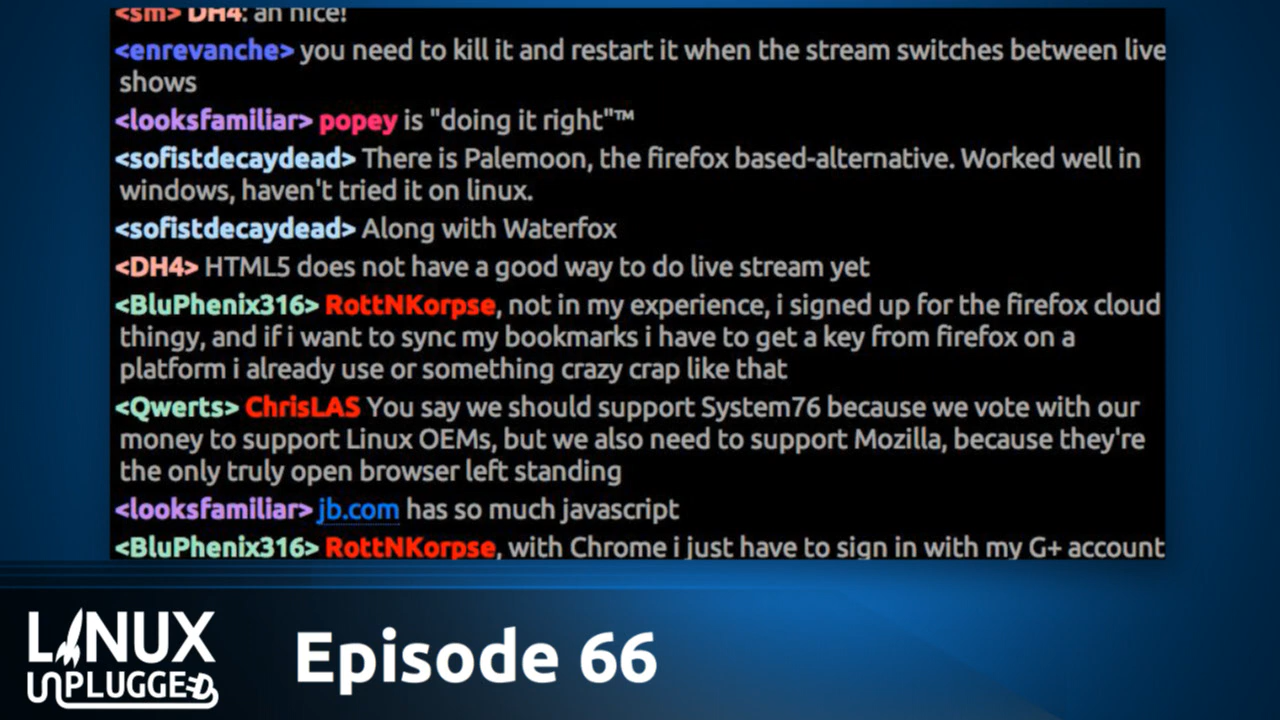 <sm> DH4: ah nice!
<enrevanche> you need to kill it and restart it when the stream switches between live
shows
<looksfamiliar> popey is "doing it right"™
<sofistdecaydead> There is Palemoon, the firefox based-alternative. Worked well in
windows, haven't tried it on linux.
<sofistdecaydead> Along with Waterfox
<DH4> HTML5 does not have a good way to do live stream yet
<BluPhenix316> RottNKorpse, not in my experience, i signed up for the firefox cloud
thingy, and if i want to sync my bookmarks i have to get a key from firefox on a
platform i already use or something crazy crap like that
<Qwerts> ChrisLAS You say we should support System76 because we vote with our
money to support Linux OEMs, but we also need to support Mozilla, because they're
the only truly open browser left standing
<looksfamiliar> jb.com has so much javascript
<BluPhenix316> RottNKorpse, with Chrome i just have to sign in with my G+ account
LINUX
UNPLUGGED
Episode 66